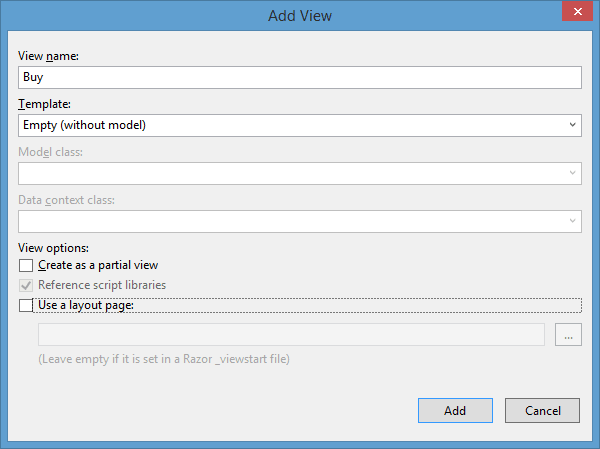 Add View
View name:
Buy
Template:
Empty (without model)
Model class:
Data context class:
View options:
Create as a partial view
Reference script libraries
Use a layout page:
...
(Leave empty if it is set in a Razor _viewstart file)
Add Cancel